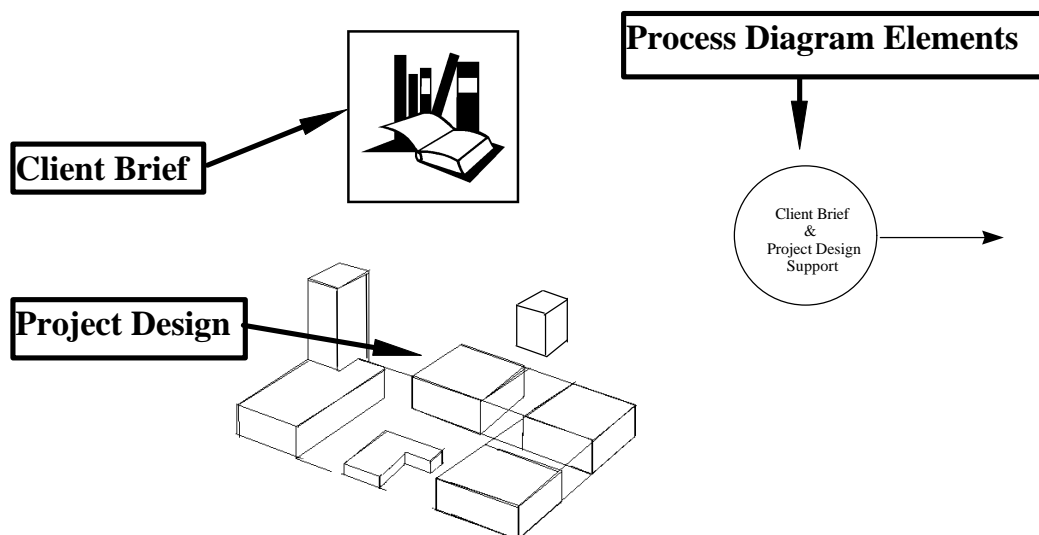 Process Diagram Elements
Client Brief
Client Brief
&
Project Design
Support
Project Design